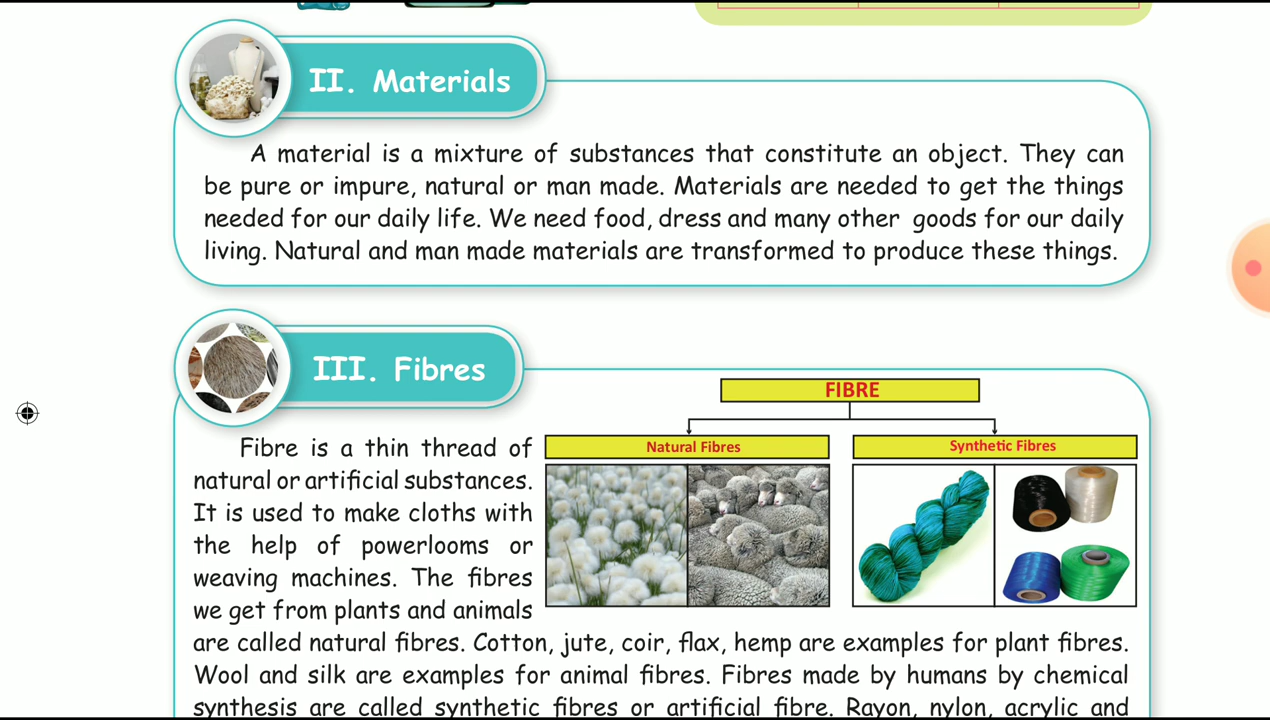 II. Materials
A material is a mixture of substances that constitute an object. They can
be pure or impure, natural or man made. Materials are needed to get the things
needed for our daily life. We need food, dress and many other goods for our daily
living. Natural and man made materials are transformed to produce these things.
III. Fibres
FIBRE
Natural Fibres
Synthetic Fibres
Fibre is a thin thread of
natural or artificial substances.
It is used to make cloths with
the help of powerlooms or
weaving machines. The fibres
we get from plants and animals
are called natural fibres. Cotton, jute, coir, flax, hemp are examples for plant fibres.
Wool and silk are examples for animal fibres. Fibres made by humans by chemical
synthesis are called synthetic fibres or artificial fibre. Rayon, nylon, acrylic and